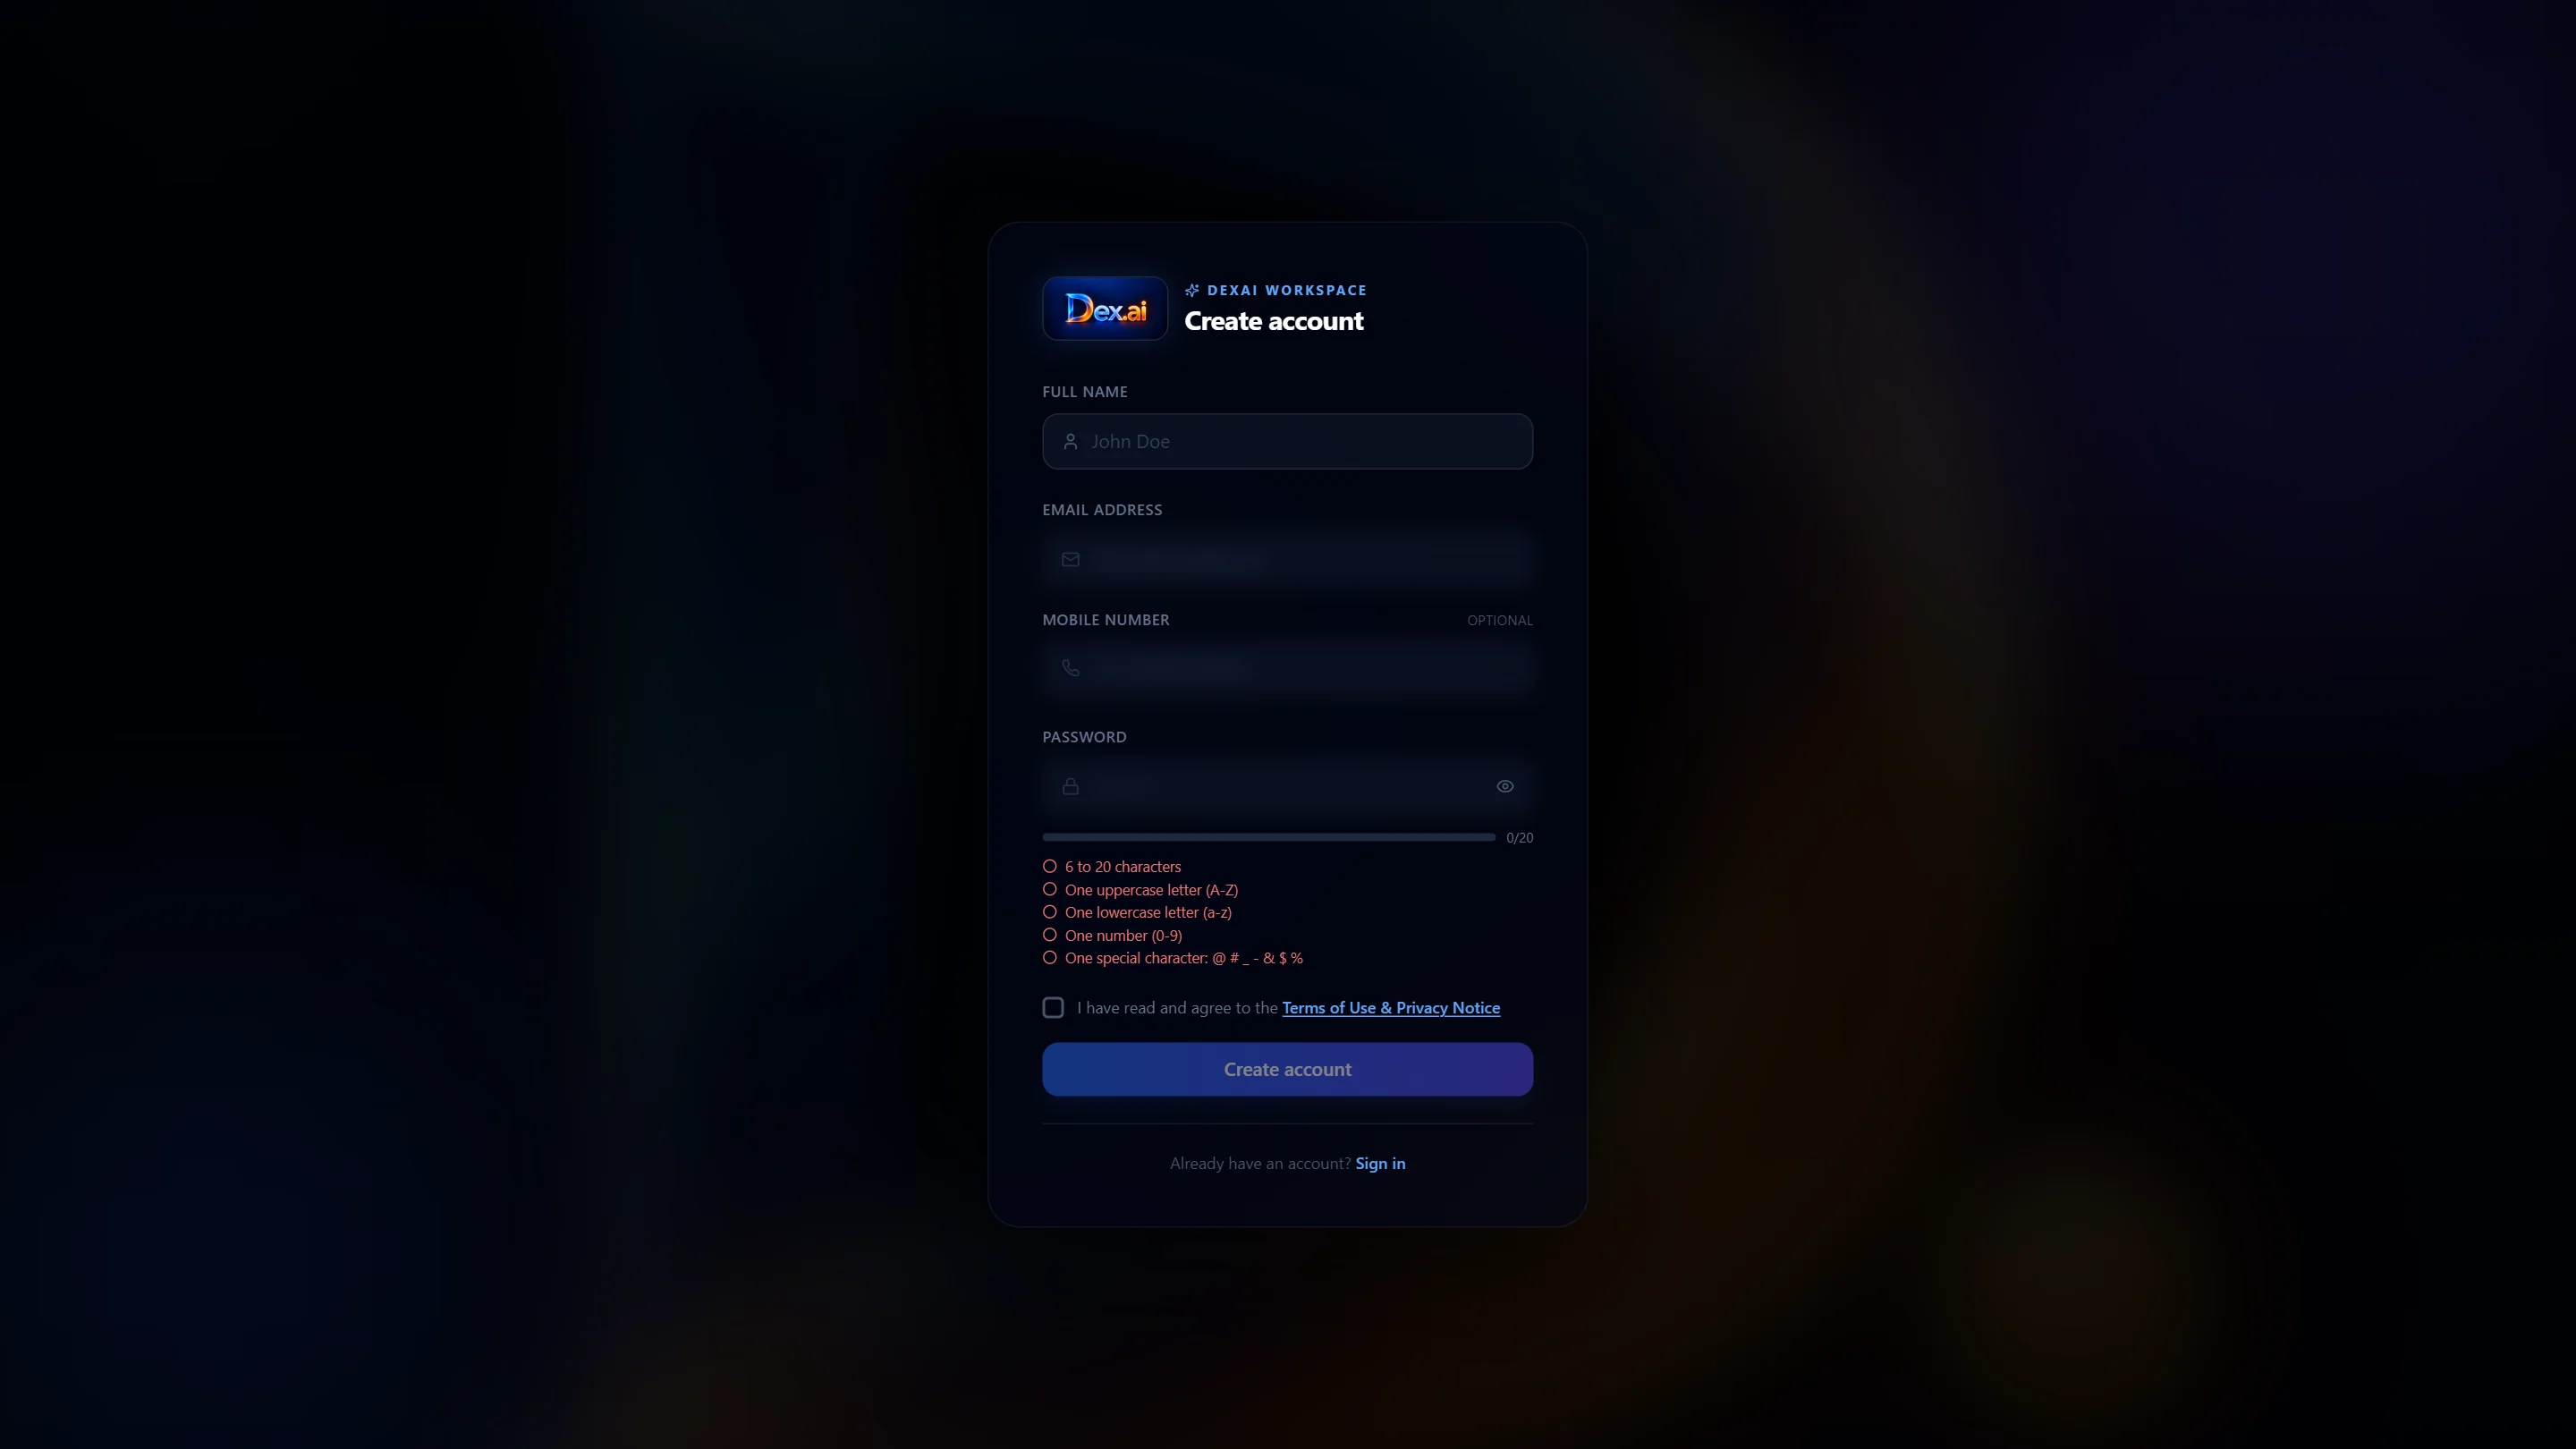 Dex.ai
DEXAI WORKSPACE
Create account
FULL NAME
John Doe
EMAIL ADDRESS
MOBILE NUMBER
OPTIONAL
PASSWORD
0/20
6 to 20 characters
One uppercase letter (A-Z)
One lowercase letter (a-z)
One number (0-9)
One special character: @ # _ - & $ %
I have read and agree to the Terms of Use & Privacy Notice
Create account
Already have an account? Sign in